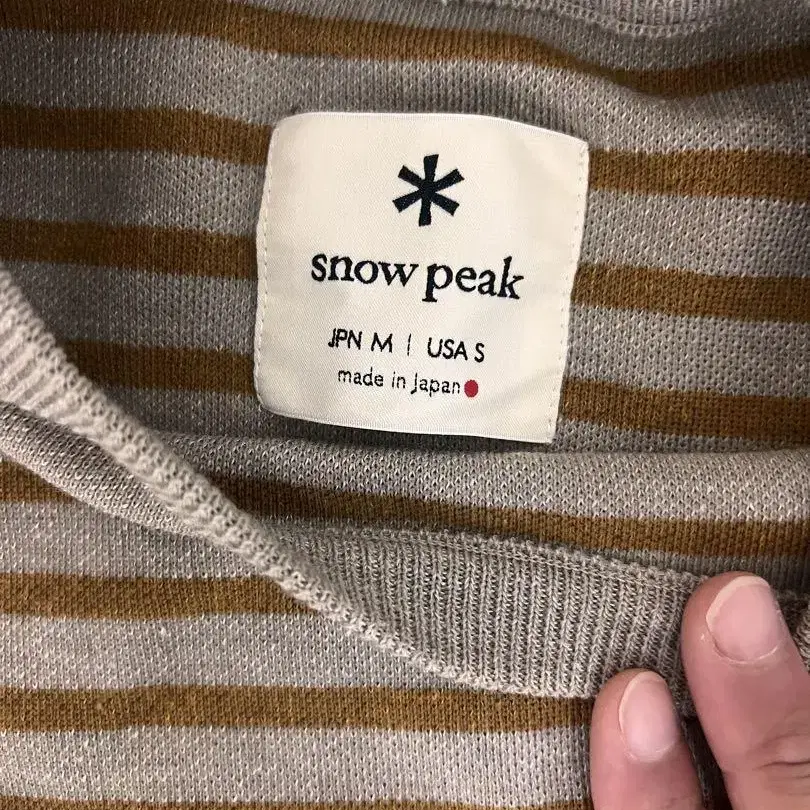 snow peak
JPN M | USA S
made in Japan